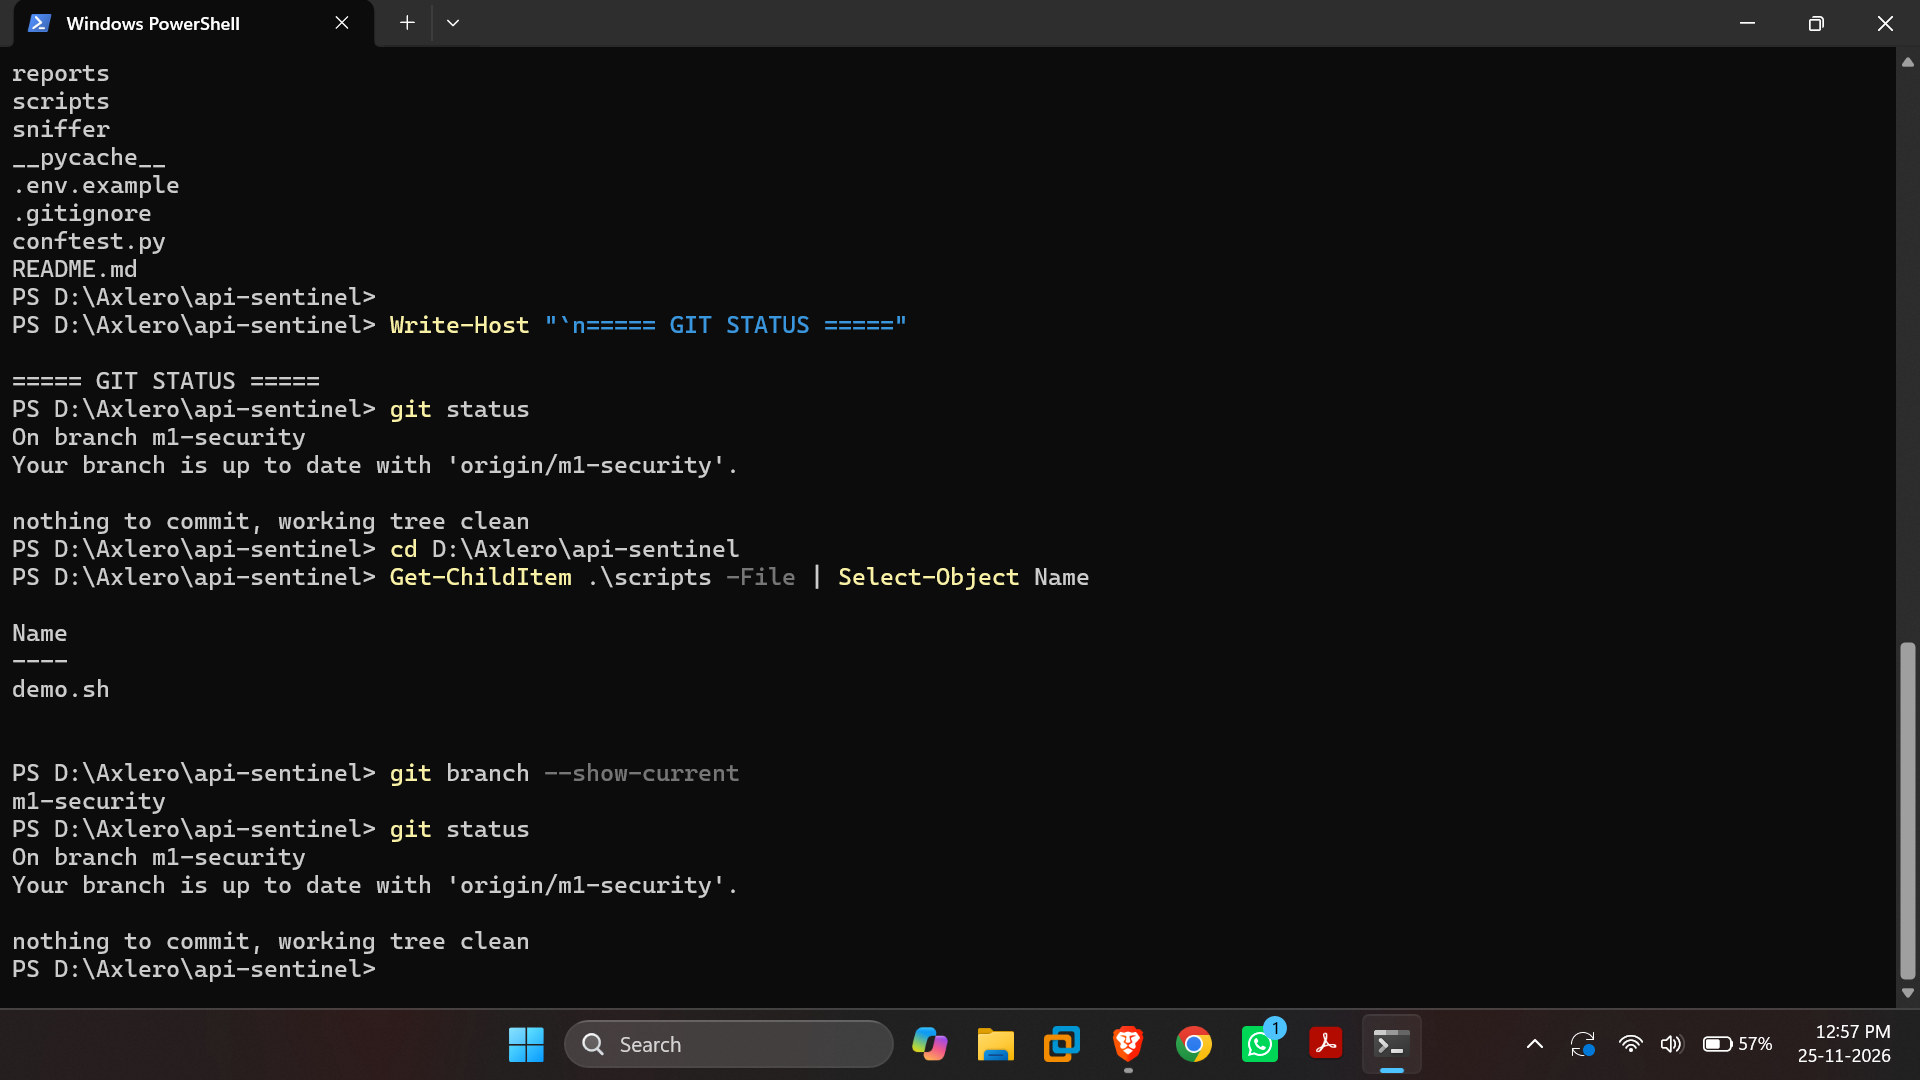 Windows PowerShell
reports
scripts
sniffer
__pycache__
.env.example
.gitignore
conftest.py
README.md
PS D:\Axlero\api-sentinel>
PS D:\Axlero\api-sentinel> Write-Host "`n===== GIT STATUS ====="
===== GIT STATUS =====
PS D:\Axlero\api-sentinel> git status
On branch m1-security
Your branch is up to date with 'origin/m1-security'.
nothing to commit, working tree clean
PS D:\Axlero\api-sentinel> cd D:\Axlero\api-sentinel
PS D:\Axlero\api-sentinel> Get-ChildItem .\scripts -File | Select-Object Name
Name
----
demo.sh
PS D:\Axlero\api-sentinel> git branch --show-current
m1-security
PS D:\Axlero\api-sentinel> git status
On branch m1-security
Your branch is up to date with 'origin/m1-security'.
nothing to commit, working tree clean
PS D:\Axlero\api-sentinel>
Search
1
57%
12:57 PM
25-11-2026